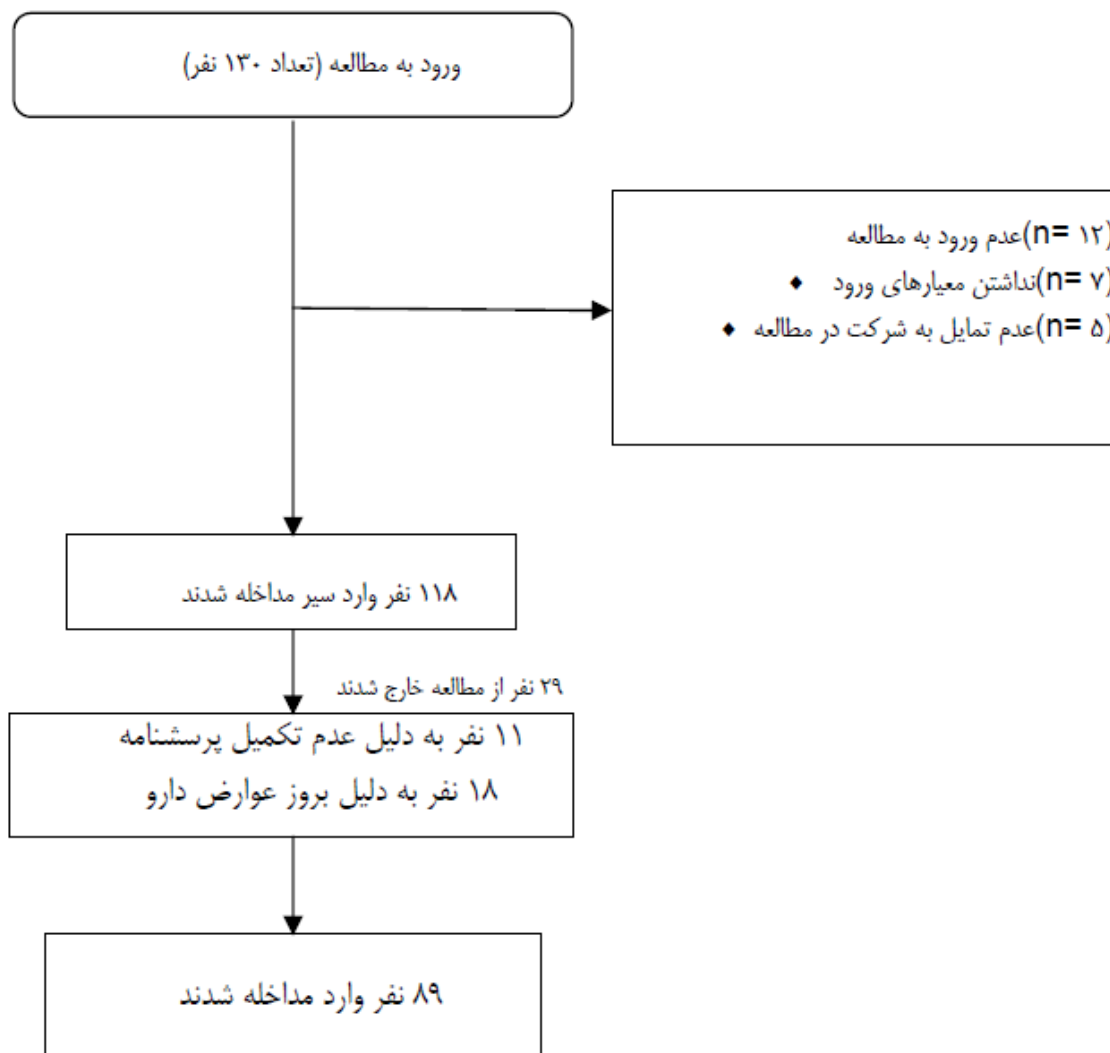 ورود به مطالعه (تعداد ۱۳۰ نفر)
(n= ۱۲)عدم ورود به مطالعه
(n= ۷)نداشتن معیارهای ورود ♦
(n= ۵)عدم تمایل به شرکت در مطالعه ♦
۱۱۸ نفر وارد سیر مداخله شدند
۲۹ نفر از مطالعه خارج شدند
۱۱ نفر به دلیل عدم تکمیل پرسشنامه
۱۸ نفر به دلیل بروز عوارض دارو
۸۹ نفر وارد مداخله شدند